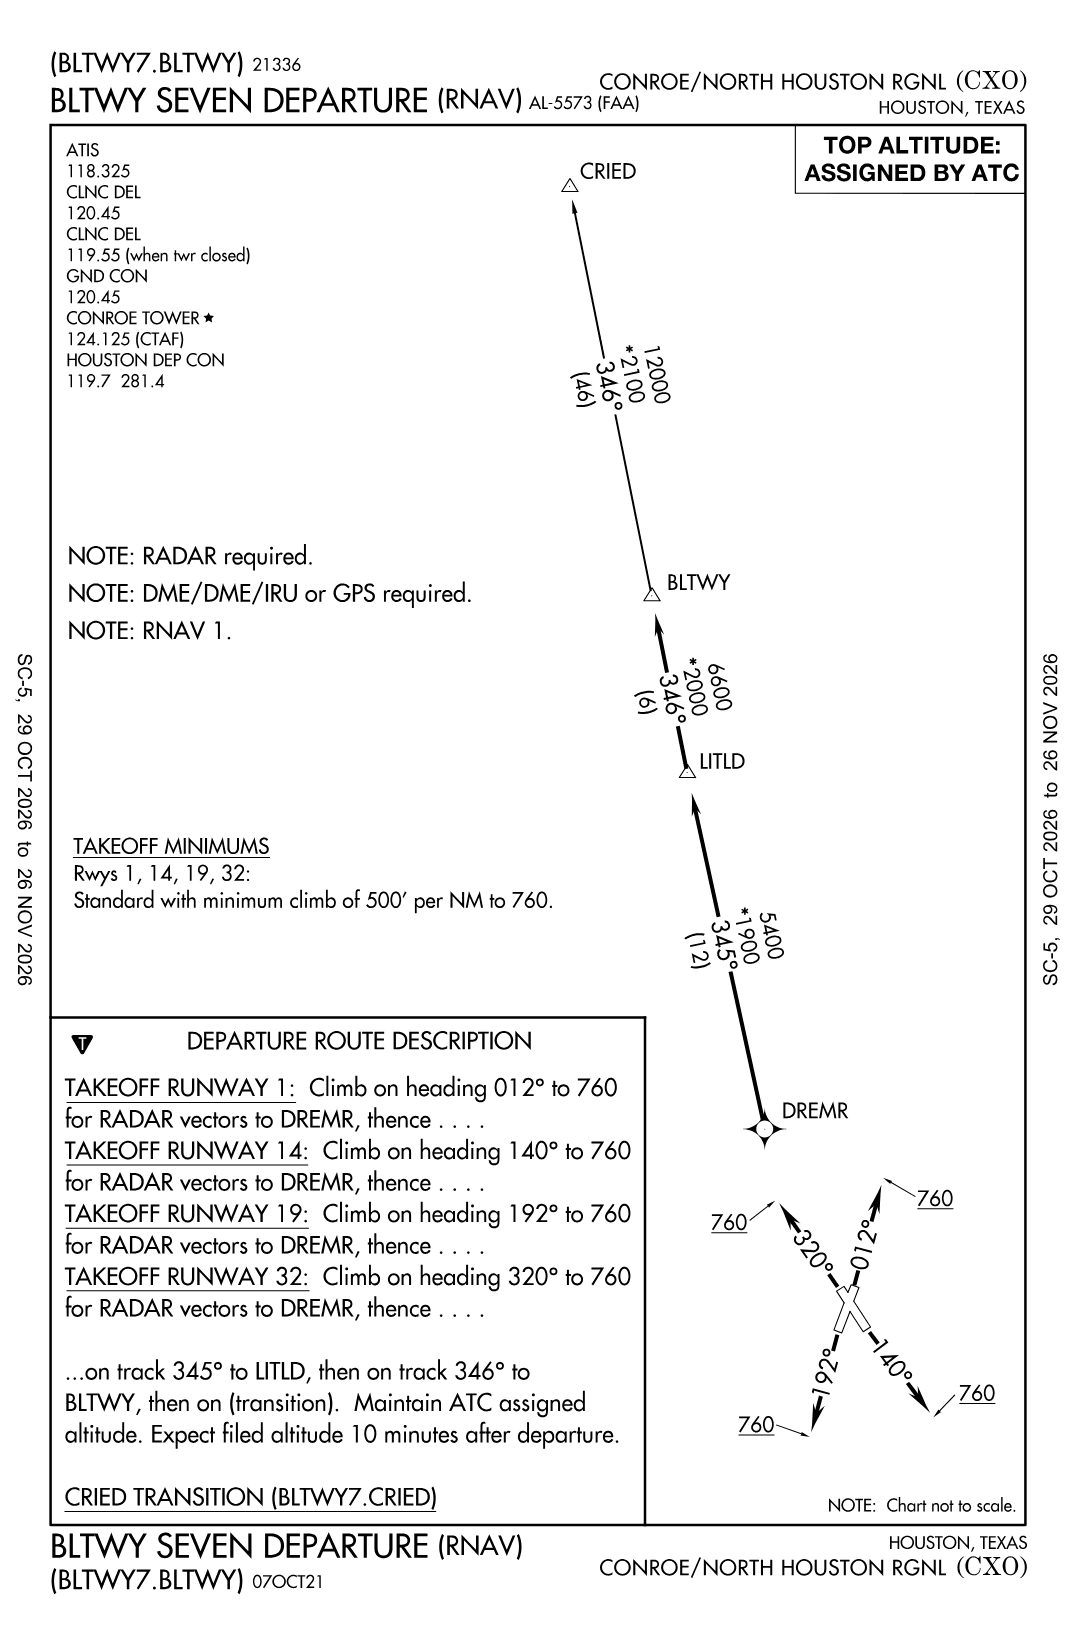 (BLTWY7.BLTWY) 21336
BLTWY SEVEN DEPARTURE (RNAV) AL-5573 (FAA)
CONROE/NORTH HOUSTON RGNL (CXO)
HOUSTON, TEXAS
TOP ALTITUDE:
ASSIGNED BY ATC
ATIS
118.325
CLNC DEL
120.45
CLNC DEL
119.55 (when twr closed)
GND CON
120.45
CONROE TOWER ★
124.125 (CTAF)
HOUSTON DEP CON
119.7 281.4
CRIED
12000
*2100
346°
(46)
NOTE: RADAR required.
NOTE: DME/DME/IRU or GPS required.
NOTE: RNAV 1.
BLTWY
6600
*2000
346°
(6)
LITLD
SC-5, 29 OCT 2026 to 26 NOV 2026
SC-5, 29 OCT 2026 to 26 NOV 2026
TAKEOFF MINIMUMS
Rwys 1, 14, 19, 32:
Standard with minimum climb of 500' per NM to 760.
5400
*1900
345°
(12)
DREMR
T
DEPARTURE ROUTE DESCRIPTION
TAKEOFF RUNWAY 1: Climb on heading 012° to 760
for RADAR vectors to DREMR, thence . . . .
TAKEOFF RUNWAY 14: Climb on heading 140° to 760
for RADAR vectors to DREMR, thence . . . .
TAKEOFF RUNWAY 19: Climb on heading 192° to 760
for RADAR vectors to DREMR, thence . . . .
TAKEOFF RUNWAY 32: Climb on heading 320° to 760
for RADAR vectors to DREMR, thence . . . .
...on track 345° to LITLD, then on track 346° to
BLTWY, then on (transition). Maintain ATC assigned
altitude. Expect filed altitude 10 minutes after departure.
CRIED TRANSITION (BLTWY7.CRIED)
760
760
320°
012°
192°
140°
760
760
NOTE: Chart not to scale.
BLTWY SEVEN DEPARTURE (RNAV)
(BLTWY7.BLTWY) 07OCT21
HOUSTON, TEXAS
CONROE/NORTH HOUSTON RGNL (CXO)